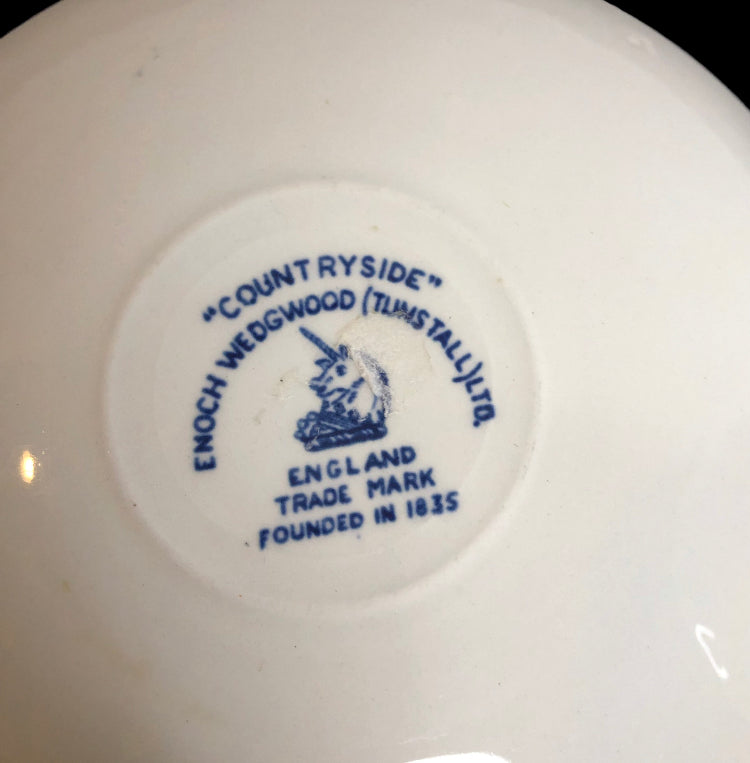 "COUNTRYSIDE"
ENOCH WEDGWOOD (TUNSTALL) LTD.
ENGLAND
TRADE MARK
FOUNDED IN 1835